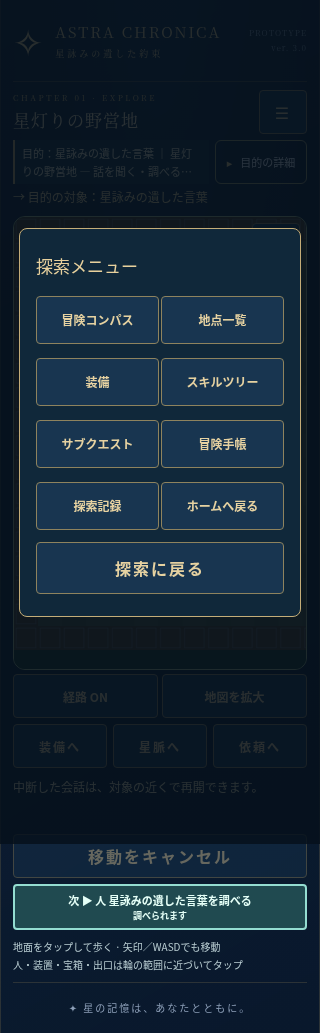 ASTRA CHRONICA
星詠みの遺した約束
PROTOTYPE
CHAPTER 01 EXPLORE
星灯りの野営地
☰
目的：星詠みの遺した言葉 ｜ 星灯
りの野営地 — 話を聞く・調べる…
▸ 目的の詳細
→ 目的の対象：星詠みの遺した言葉
探索メニュー
冒険コンパス
地点一覧
装備
スキルツリー
サブクエスト
冒険手帳
探索記録
ホームへ戻る
探索に戻る
経路 ON
地図を拡大
装備へ
星脈へ
依頼へ
中断した会話は、対象の近くで再開できます。
移動をキャンセル
次 ▶ 人 星詠みの遺した言葉を調べる
調べられます
地面をタップして歩く · 矢印／WASDでも移動
人・装置・宝箱・出口は輪の範囲に近づいてタップ
✦ 星の記憶は、あなたとともに。